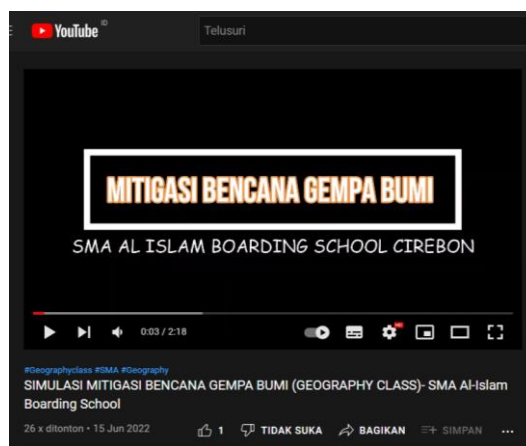 YouTube ID
Telusuri
MITIGASI BENCANA GEMPA BUMI
SMA AL ISLAM BOARDING SCHOOL CIREBON
0:03 / 2:18
HD
#Geographyclass #SMA #Geography
SIMULASI MITIGASI BENCANA GEMPA BUMI (GEOGRAPHY CLASS)- SMA Al-Islam
Boarding School
26 x ditonton • 15 Jun 2022 1 TIDAK SUKA BAGIKAN SIMPAN ...